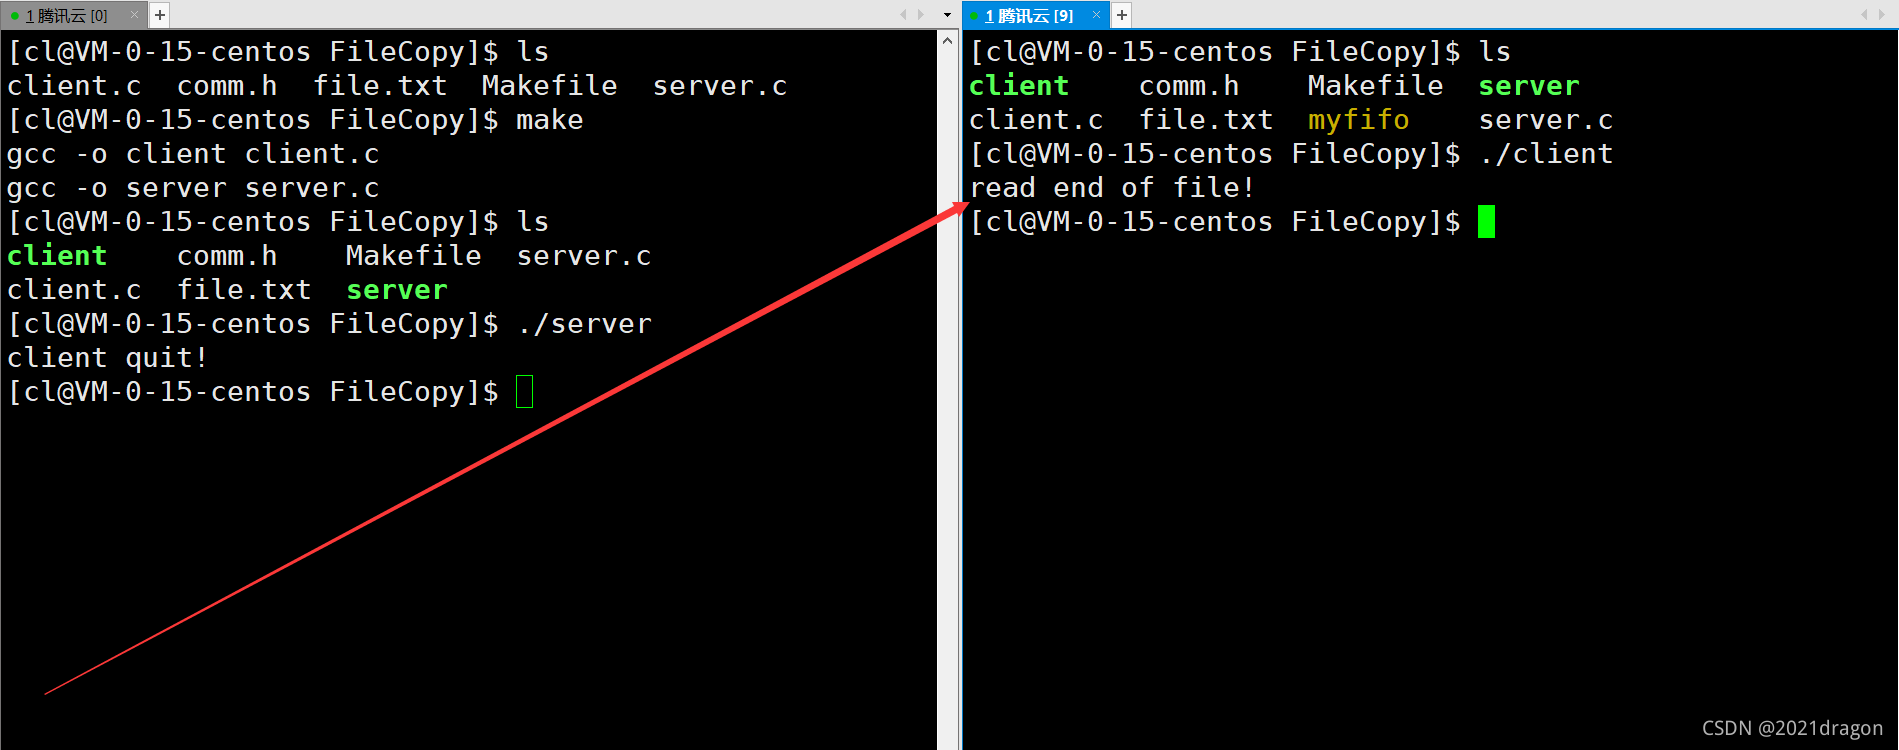 1 腾讯云 [0]
[cl@VM-0-15-centos FileCopy]$ ls
client.c  comm.h  file.txt  Makefile  server.c
[cl@VM-0-15-centos FileCopy]$ make
gcc -o client client.c
gcc -o server server.c
[cl@VM-0-15-centos FileCopy]$ ls
client    comm.h    Makefile  server.c
client.c  file.txt  server
[cl@VM-0-15-centos FileCopy]$ ./server
client quit!
[cl@VM-0-15-centos FileCopy]$
1 腾讯云 [9]
[cl@VM-0-15-centos FileCopy]$ ls
client    comm.h    Makefile  server
client.c  file.txt  myfifo    server.c
[cl@VM-0-15-centos FileCopy]$ ./client
read end of file!
[cl@VM-0-15-centos FileCopy]$
CSDN @2021dragon